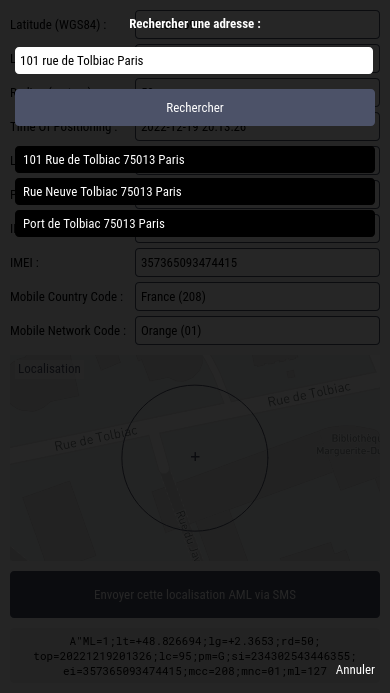 Rechercher une adresse :
Latitude (WGS84) :
101 rue de Tolbiac Paris
Rechercher
Time Of Positioning : 2022-12-19 20:13:26
101 Rue de Tolbiac 75013 Paris
Rue Neuve Tolbiac 75013 Paris
Port de Tolbiac 75013 Paris
IMEI : 357365093474415
Mobile Country Code : France (208)
Mobile Network Code : Orange (01)
Localisation
Rue de Tolbiac
Rue de Tolbiac
Marguerite-Du
Envoyer cette localisation AML via SMS
A"ML=1;lt=+48.826694;lg=+2.3653;rd=50;
top=20221219201326;lc=95;pm=G;si=234302543446355;
ei=357365093474415;mcc=208;mnc=01;ml=127
Annuler